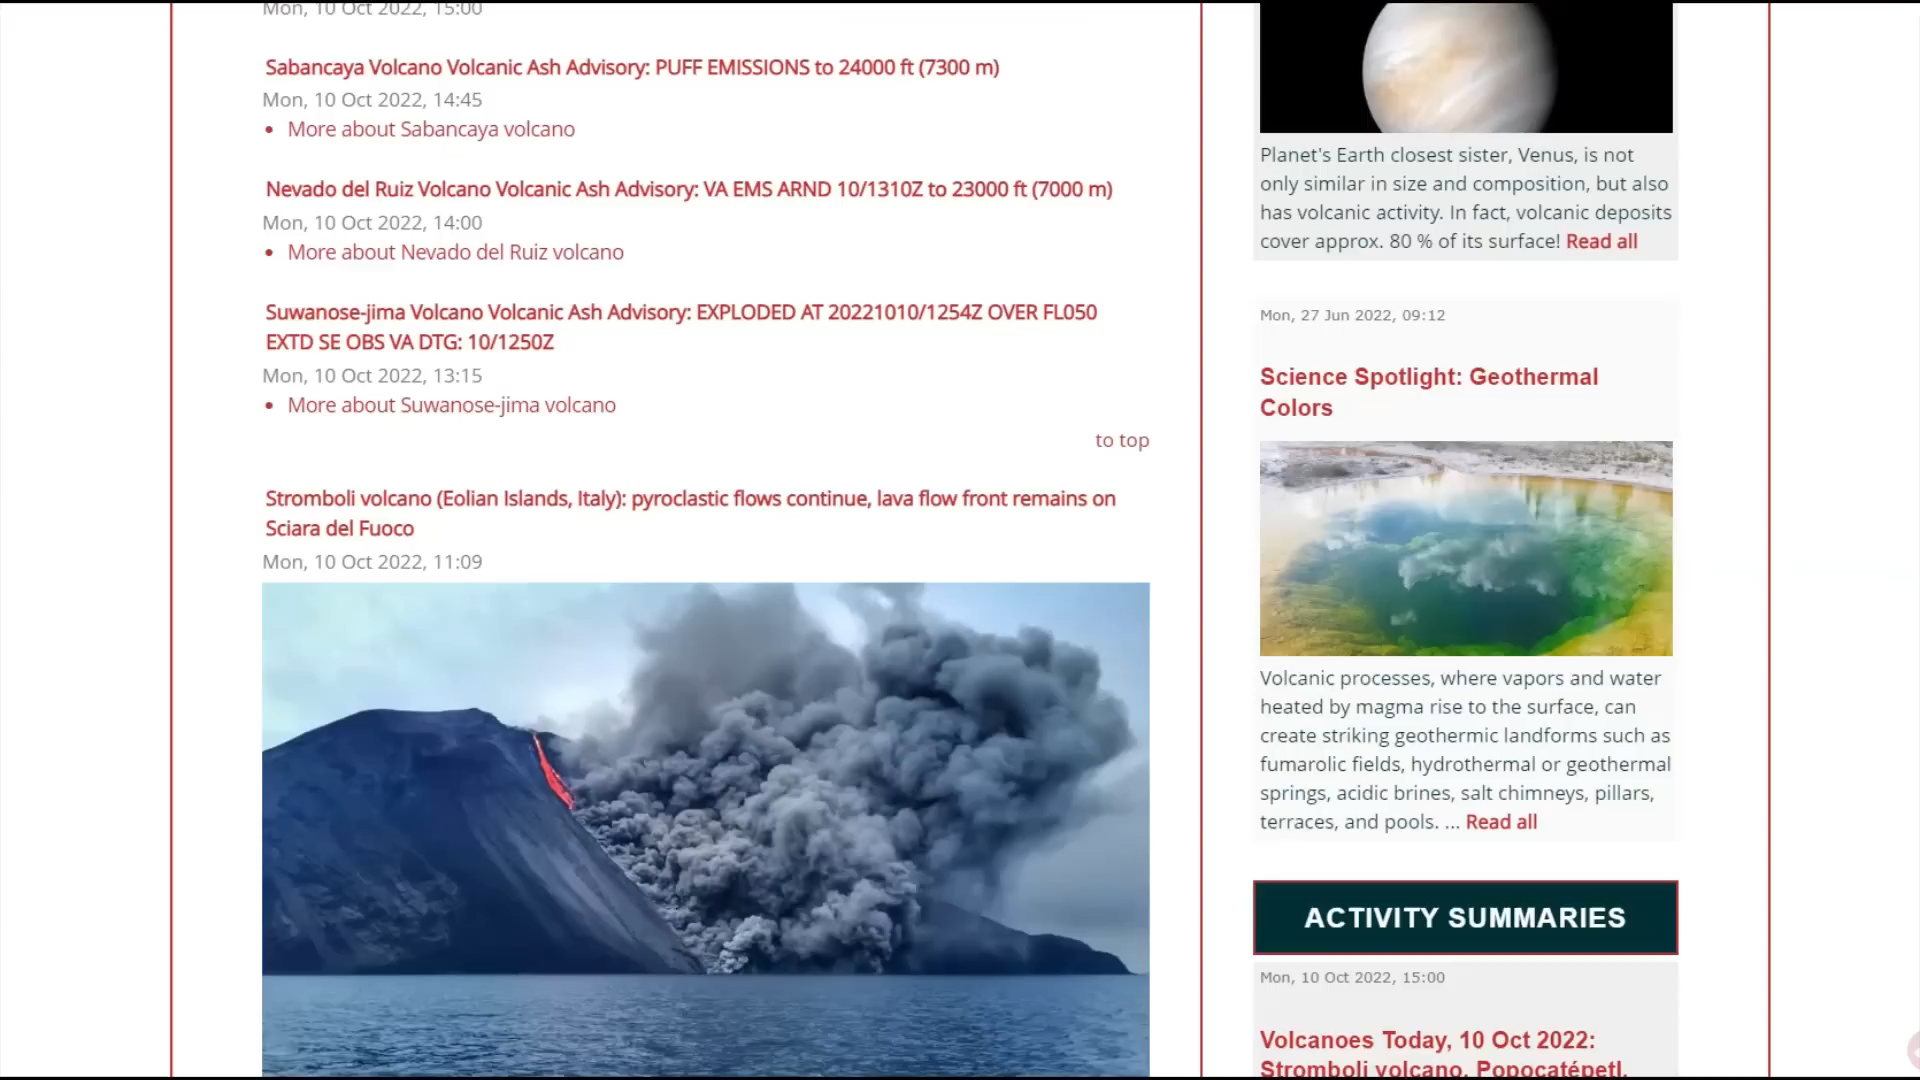 Mon, 10 Oct 2022, 15:00
Sabancaya Volcano Volcanic Ash Advisory: PUFF EMISSIONS to 24000 ft (7300 m)
Mon, 10 Oct 2022, 14:45
• More about Sabancaya volcano
Nevado del Ruiz Volcano Volcanic Ash Advisory: VA EMS ARND 10/1310Z to 23000 ft (7000 m)
Mon, 10 Oct 2022, 14:00
• More about Nevado del Ruiz volcano
Suwanose-jima Volcano Volcanic Ash Advisory: EXPLODED AT 20221010/1254Z OVER FL050
EXTD SE OBS VA DTG: 10/1250Z
Mon, 10 Oct 2022, 13:15
• More about Suwanose-jima volcano
to top
Stromboli volcano (Eolian Islands, Italy): pyroclastic flows continue, lava flow front remains on
Sciara del Fuoco
Mon, 10 Oct 2022, 11:09
Planet's Earth closest sister, Venus, is not
only similar in size and composition, but also
has volcanic activity. In fact, volcanic deposits
cover approx. 80 % of its surface! Read all
Mon, 27 Jun 2022, 09:12
Science Spotlight: Geothermal
Colors
Volcanic processes, where vapors and water
heated by magma rise to the surface, can
create striking geothermic landforms such as
fumarolic fields, hydrothermal or geothermal
springs, acidic brines, salt chimneys, pillars,
terraces, and pools. ... Read all
ACTIVITY SUMMARIES
Mon, 10 Oct 2022, 15:00
Volcanoes Today, 10 Oct 2022:
Stromboli volcano, Popocatépetl,